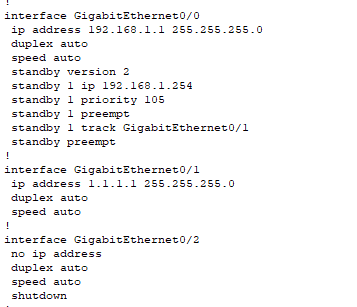 !
interface GigabitEthernet0/0
ip address 192.168.1.1 255.255.255.0
duplex auto
speed auto
standby version 2
standby 1 ip 192.168.1.254
standby 1 priority 105
standby 1 preempt
standby 1 track GigabitEthernet0/1
standby preempt
!
interface GigabitEthernet0/1
ip address 1.1.1.1 255.255.255.0
duplex auto
speed auto
!
interface GigabitEthernet0/2
no ip address
duplex auto
speed auto
shutdown
!